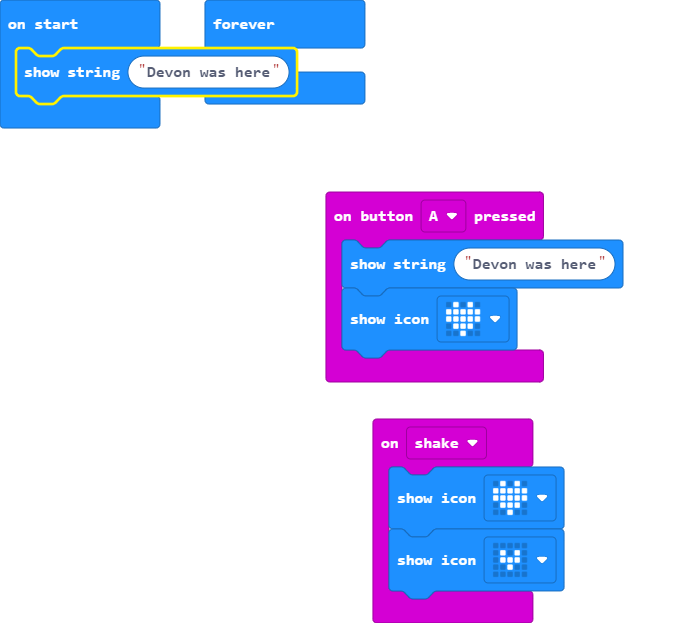 on start
forever
show string "Devon was here"
on button A pressed
show string "Devon was here"
show icon
on shake
show icon
show icon